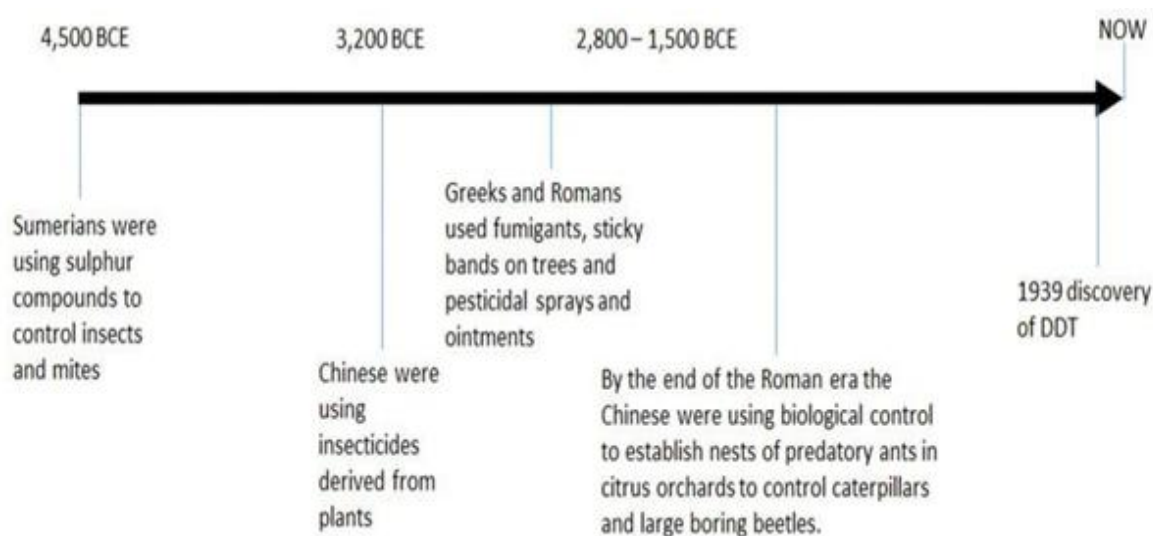 4,500 BCE
3,200 BCE
2,800 – 1,500 BCE
NOW
Sumerians were
using sulphur
compounds to
control insects
and mites
Chinese were
using
insecticides
derived from
plants
Greeks and Romans
used fumigants, sticky
bands on trees and
pesticidal sprays and
ointments
By the end of the Roman era the
Chinese were using biological control
to establish nests of predatory ants in
citrus orchards to control caterpillars
and large boring beetles.
1939 discovery
of DDT